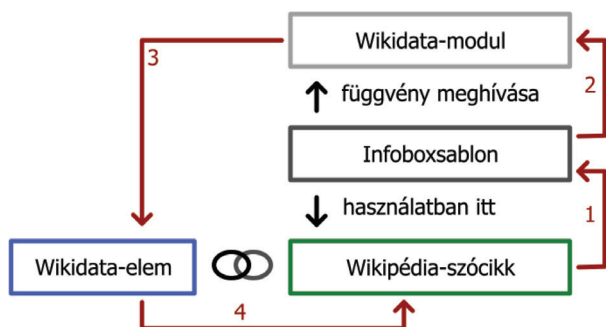 Wikidata-modul
3
2
függvény meghívása
Infoboxsablon
használatban itt
1
Wikidata-elem
Wikipédia-szócikk
4